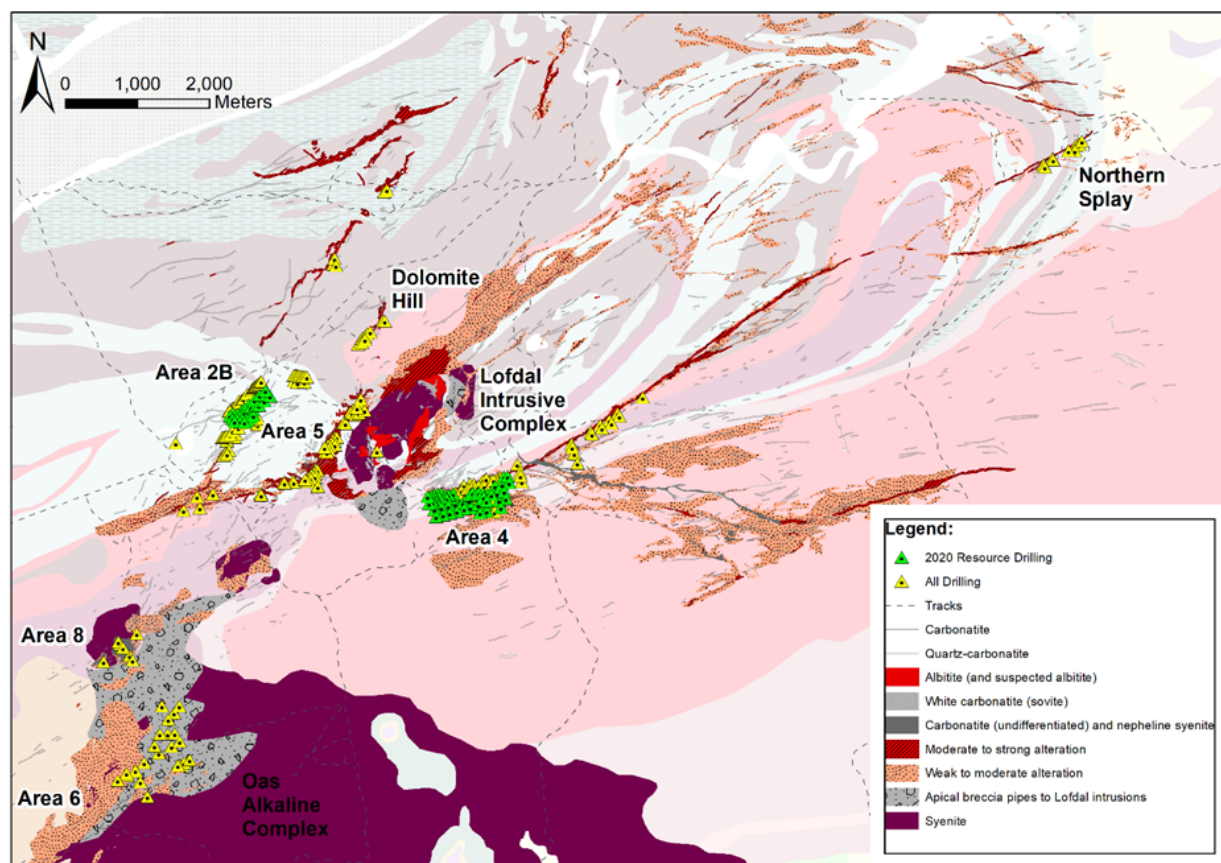 N
0 1,000 2,000
Meters
Northern
Splay
Dolomite
Hill
Area 2B
Lofdal
Intrusive
Complex
Area 5
Area 4
Area 8
Area 6
Oas
Alkaline
Complex
Legend:
2020 Resource Drilling
All Drilling
Tracks
Carbonatite
Quartz-carbonatite
Albitite (and suspected albitite)
White carbonatite (sovite)
Carbonatite (undifferentiated) and nepheline syenite
Moderate to strong alteration
Weak to moderate alteration
Apical breccia pipes to Lofdal intrusions
Syenite